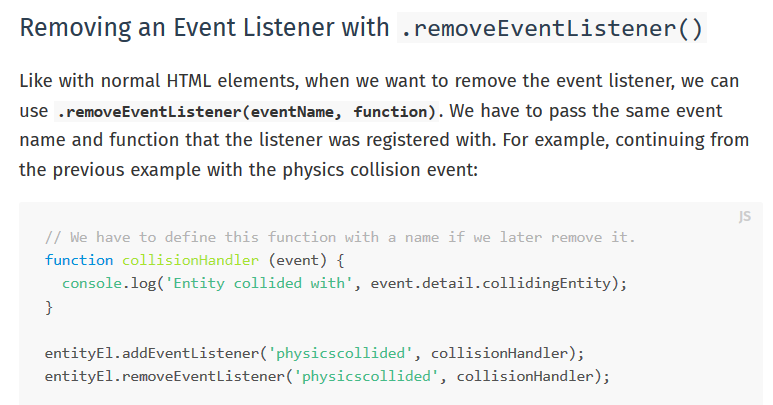 Removing an Event Listener with .removeEventListener()
Like with normal HTML elements, when we want to remove the event listener, we can
use .removeEventListener(eventName, function). We have to pass the same event
name and function that the listener was registered with. For example, continuing from
the previous example with the physics collision event:
JS
// We have to define this function with a name if we later remove it.
function collisionHandler (event) {
  console.log('Entity collided with', event.detail.collidingEntity);
}
entityEl.addEventListener('physicscollided', collisionHandler);
entityEl.removeEventListener('physicscollided', collisionHandler);